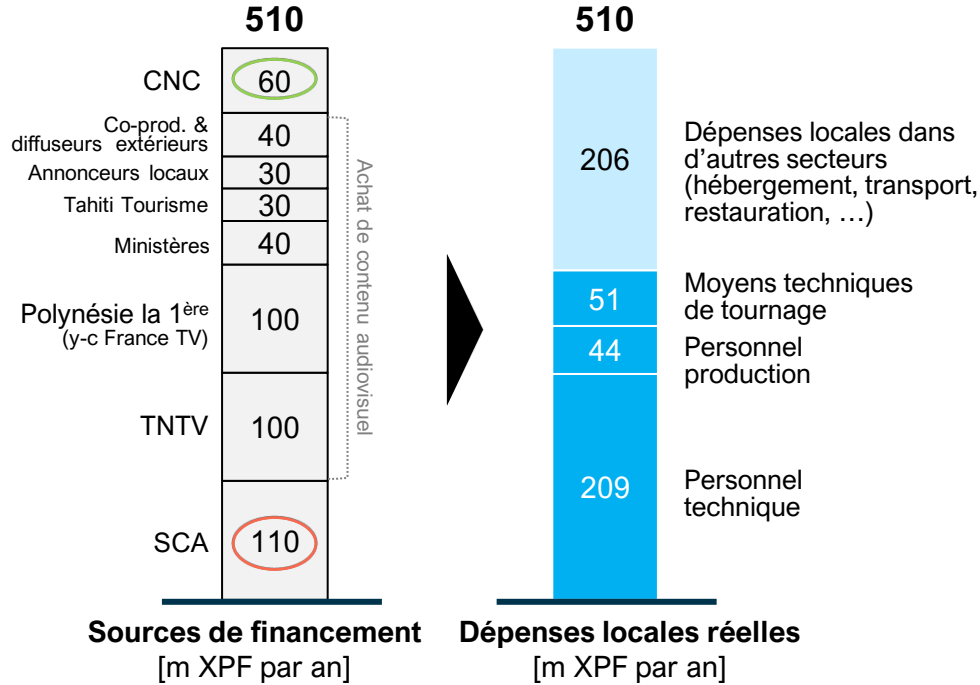 510
CNC
60
Co-prod. &
diffuseurs extérieurs
40
Annonceurs locaux
30
Tahiti Tourisme
30
Ministères
40
Polynésie la 1ère
(y-c France TV)
100
TNTV
100
SCA
110
Achat de contenu audiovisuel
Sources de financement
[m XPF par an]
510
206
Dépenses locales dans
d'autres secteurs
(hébergement, transport,
restauration, …)
51
Moyens techniques
de tournage
44
Personnel
production
209
Personnel
technique
Dépenses locales réelles
[m XPF par an]